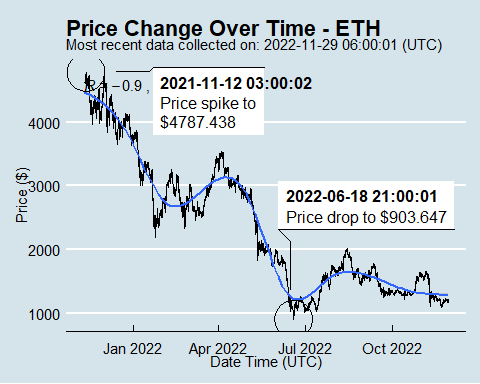 Price Change Over Time - ETH
Most recent data collected on: 2022-11-29 06:00:01 (UTC)
−0.9 ,
2021-11-12 03:00:02
Price spike to
$4787.438
2022-06-18 21:00:01
Price drop to $903.647
Price ($)
4000
3000
2000
1000
Jan 2022
Apr 2022
Jul 2022
Oct 2022
Date Time (UTC)